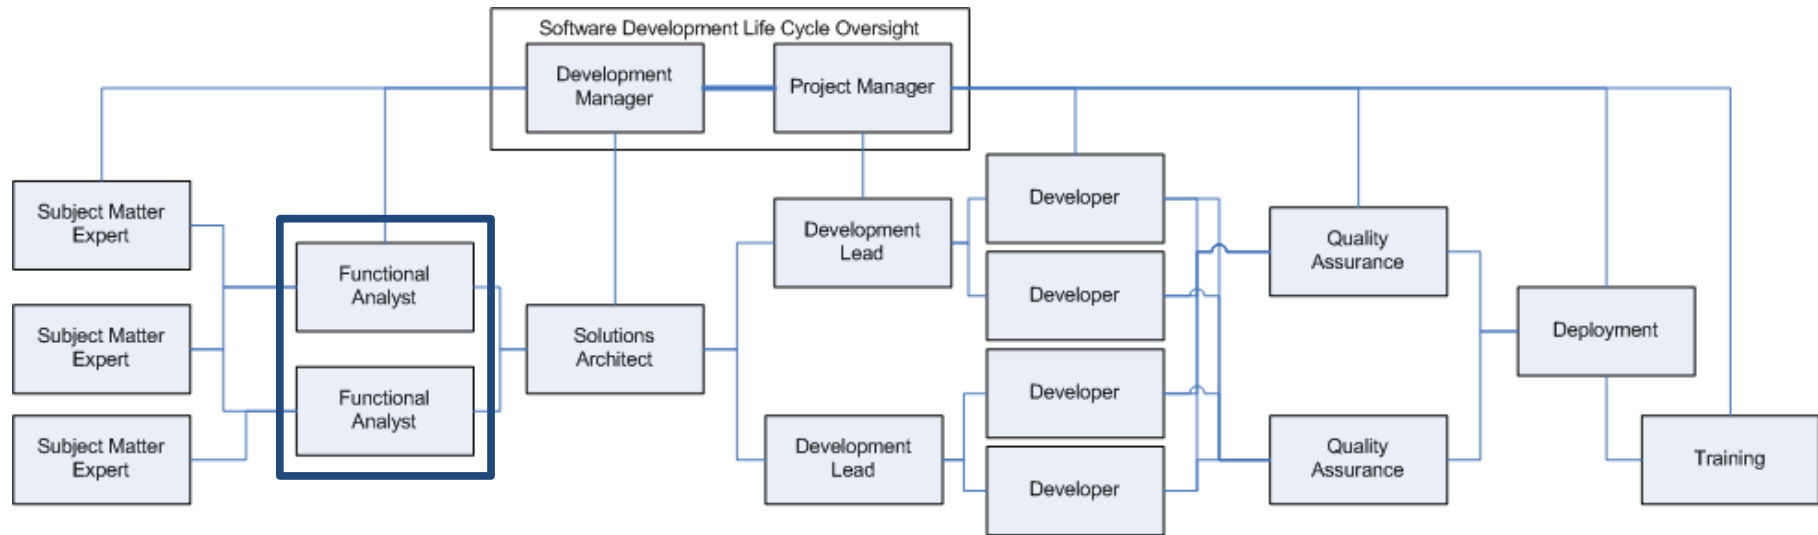 Software Development Life Cycle Oversight
Development
Manager
Project Manager
Subject Matter
Expert
Subject Matter
Expert
Subject Matter
Expert
Functional
Analyst
Functional
Analyst
Solutions
Architect
Development
Lead
Development
Lead
Developer
Developer
Developer
Developer
Quality
Assurance
Quality
Assurance
Deployment
Training